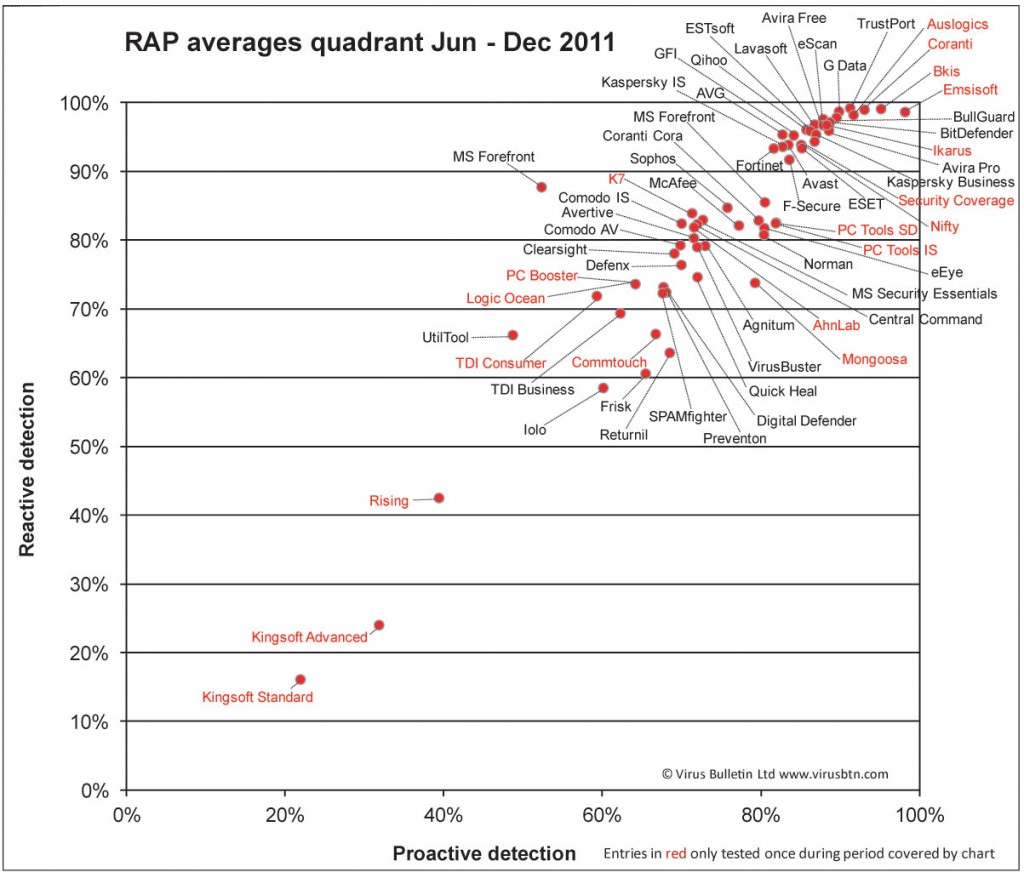 RAP averages quadrant Jun - Dec 2011
Avira Free
TrustPort
Auslogics
ESTsoft
eScan
Coranti
Lavasoft
GFI
Qihoo
G Data
Bkis
Kaspersky IS
AVG
Emsisoft
MS Forefront
BullGuard
Coranti Cora
BitDefender
MS Forefront
Sophos
Ikarus
Fortinet
Avira Pro
K7
McAfee
Avast
Kaspersky Business
Comodo IS
F-Secure
ESET
Security Coverage
Avertive
Comodo AV
PC Tools SD
Nifty
Clearsight
PC Tools IS
Defenx
Norman
eEye
PC Booster
MS Security Essentials
Logic Ocean
Agnitum
AhnLab
Central Command
UtilTool
TDI Consumer
Commtouch
VirusBuster
Mongoosa
TDI Business
Quick Heal
Frisk
SPAMfighter
Digital Defender
Iolo
Returnil
Preventon
Rising
Kingsoft Advanced
Kingsoft Standard
100%
90%
80%
70%
60%
50%
40%
30%
20%
10%
0%
Reactive detection
© Virus Bulletin Ltd www.virusbtn.com
0%
20%
40%
60%
80%
100%
Proactive detection
Entries in red only tested once during period covered by chart